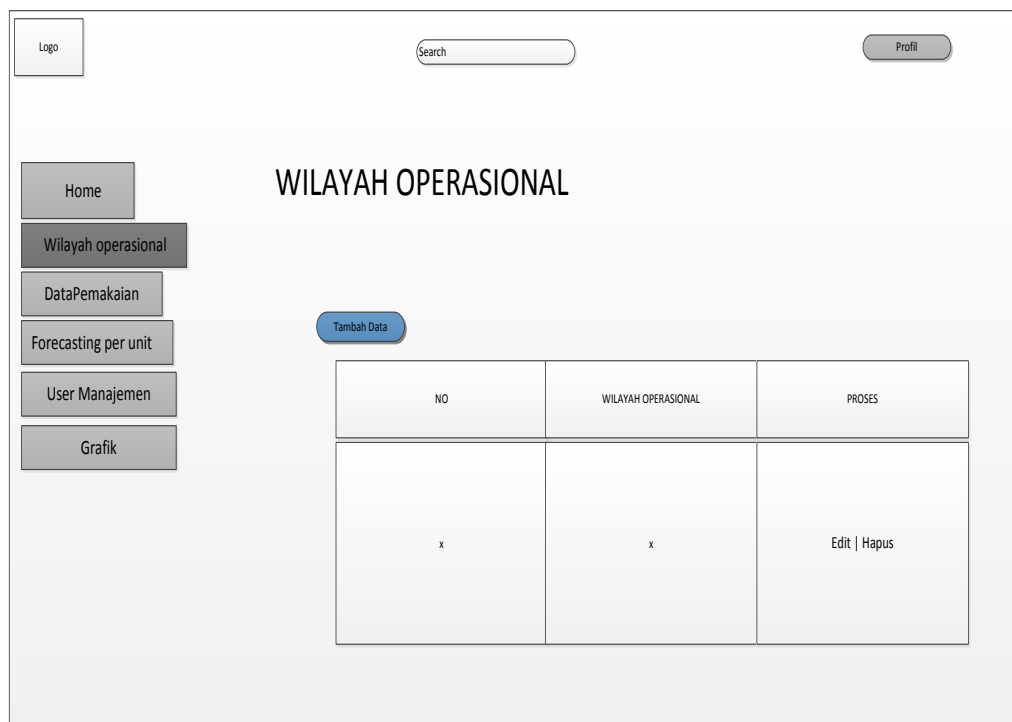 Logo
Search
Profil
Home
WILAYAH OPERASIONAL
Wilayah operasional
DataPemakaian
Forecasting per unit
User Manajemen
Grafik
Tambah Data
NO
WILAYAH OPERASIONAL
PROSES
x
x
Edit | Hapus